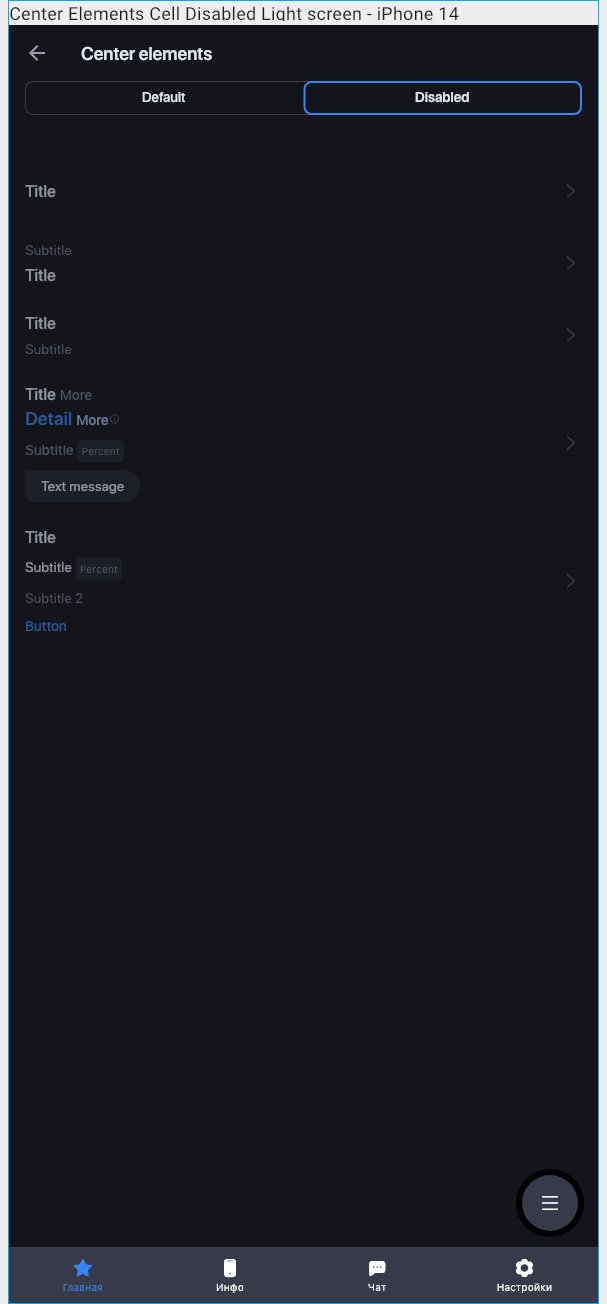 Center Elements Cell Disabled Light screen - iPhone 14
Center elements
Default Disabled
Title
Subtitle
Title
Title
Subtitle
Title More
Detail More
Subtitle Percent
Text message
Title
Subtitle Percent
Subtitle 2
Button
Главная Инфо Чат Настройки